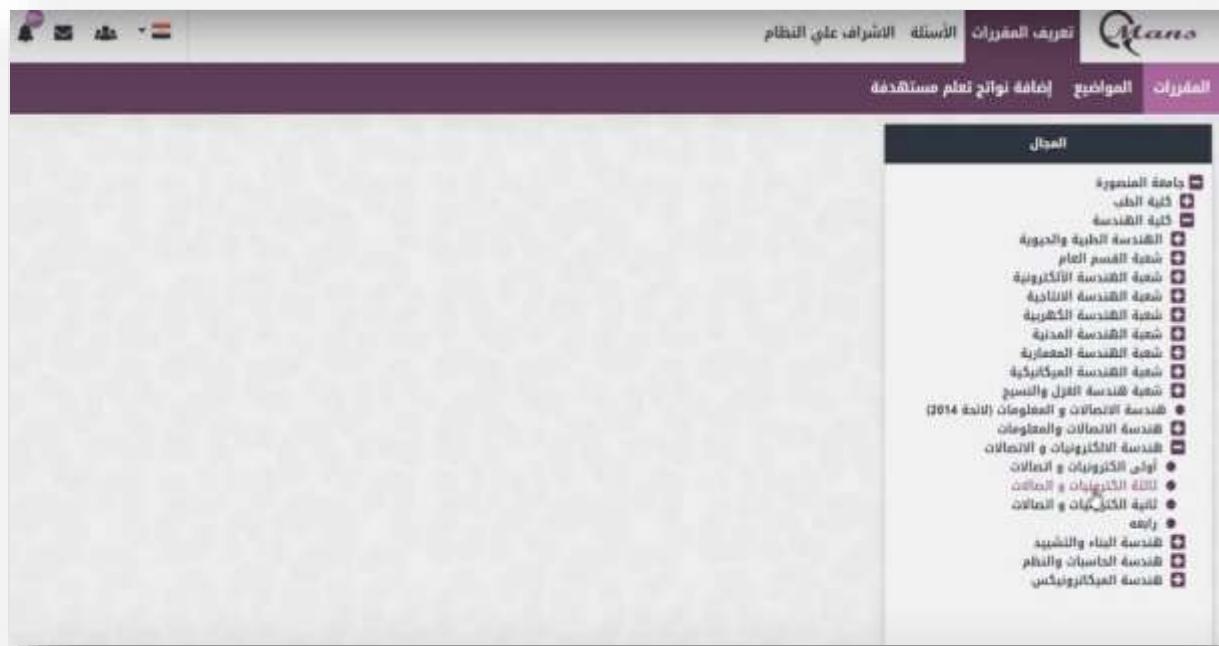 QMans
تعريف المقررات الأسئلة الاشراف علي النظام
المقررات المواضيع إضافة نواتج تعلم مستهدفة
المجال
جامعة المنصورة
كلية الطب
كلية الهندسة
الهندسة الطبية والحيوية
شعبة القسم العام
شعبة الهندسة الألكترونية
شعبة الهندسة الانتاجية
شعبة الهندسة الكهربية
شعبة الهندسة المدنية
شعبة الهندسة المعمارية
شعبة الهندسة الميكانيكية
شعبة هندسة الغزل والنسيج
هندسة الاتصالات و المعلومات (لائحة 2014)
هندسة الاتصالات والمعلومات
هندسة الالكترونيات و الاتصالات
أولى الكترونيات و اتصالات
ثالثة الكترونيات و اتصالات
ثانية الكترونيات و اتصالات
رابعه
هندسة البناء والتشييد
هندسة الحاسبات والنظم
هندسة الميكاترونيكس